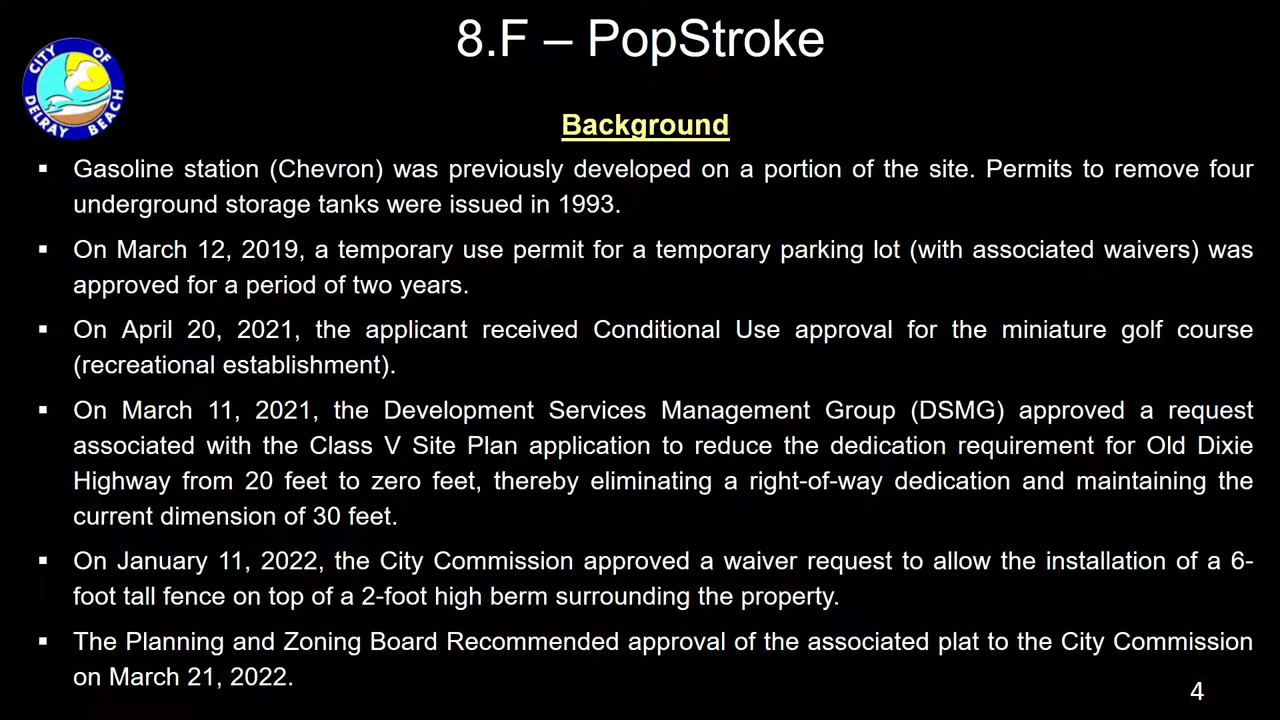 8.F – PopStroke
CITY OF
DELRAY BEACH
Background
▪ Gasoline station (Chevron) was previously developed on a portion of the site. Permits to remove four
underground storage tanks were issued in 1993.
▪ On March 12, 2019, a temporary use permit for a temporary parking lot (with associated waivers) was
approved for a period of two years.
▪ On April 20, 2021, the applicant received Conditional Use approval for the miniature golf course
(recreational establishment).
▪ On March 11, 2021, the Development Services Management Group (DSMG) approved a request
associated with the Class V Site Plan application to reduce the dedication requirement for Old Dixie
Highway from 20 feet to zero feet, thereby eliminating a right-of-way dedication and maintaining the
current dimension of 30 feet.
▪ On January 11, 2022, the City Commission approved a waiver request to allow the installation of a 6-
foot tall fence on top of a 2-foot high berm surrounding the property.
▪ The Planning and Zoning Board Recommended approval of the associated plat to the City Commission
on March 21, 2022.
4